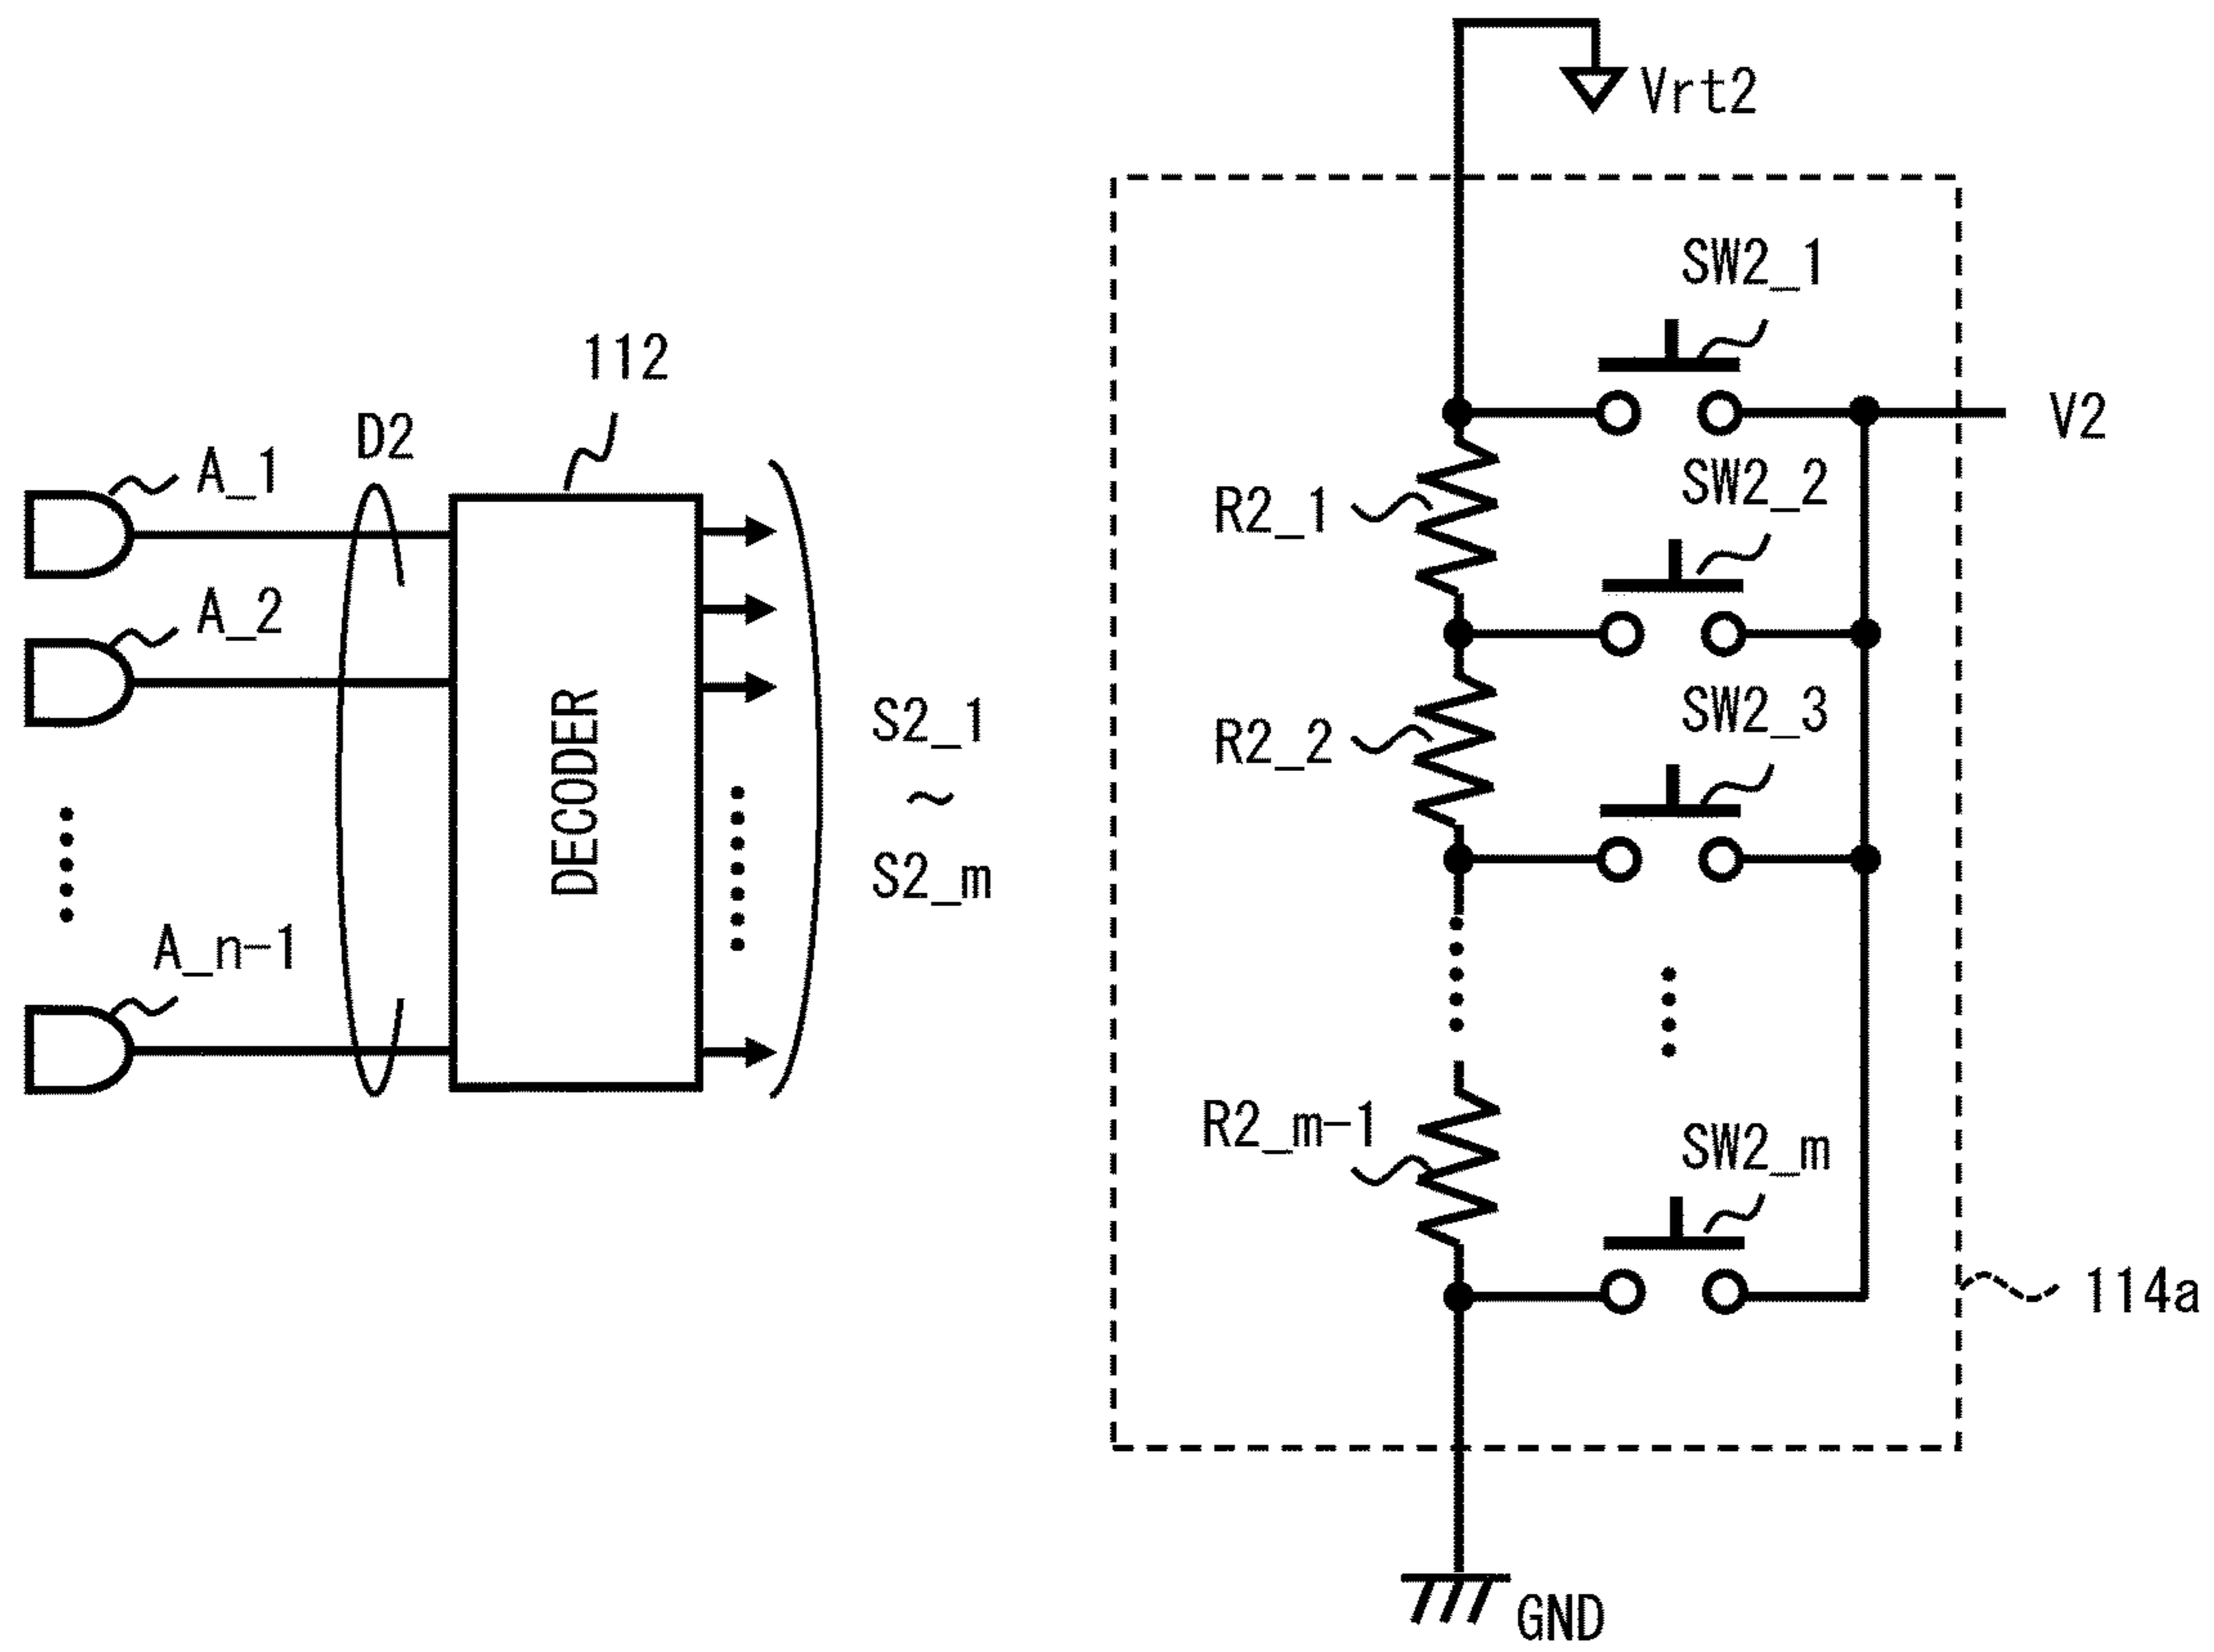 Vrt2
SW2_1
112
D2
V2
A_1
SW2_2
R2_1
A_2
DECODER
S2_1
~
S2_m
SW2_3
R2_2
A_n-1
R2_m-1
SW2_m
114a
GND